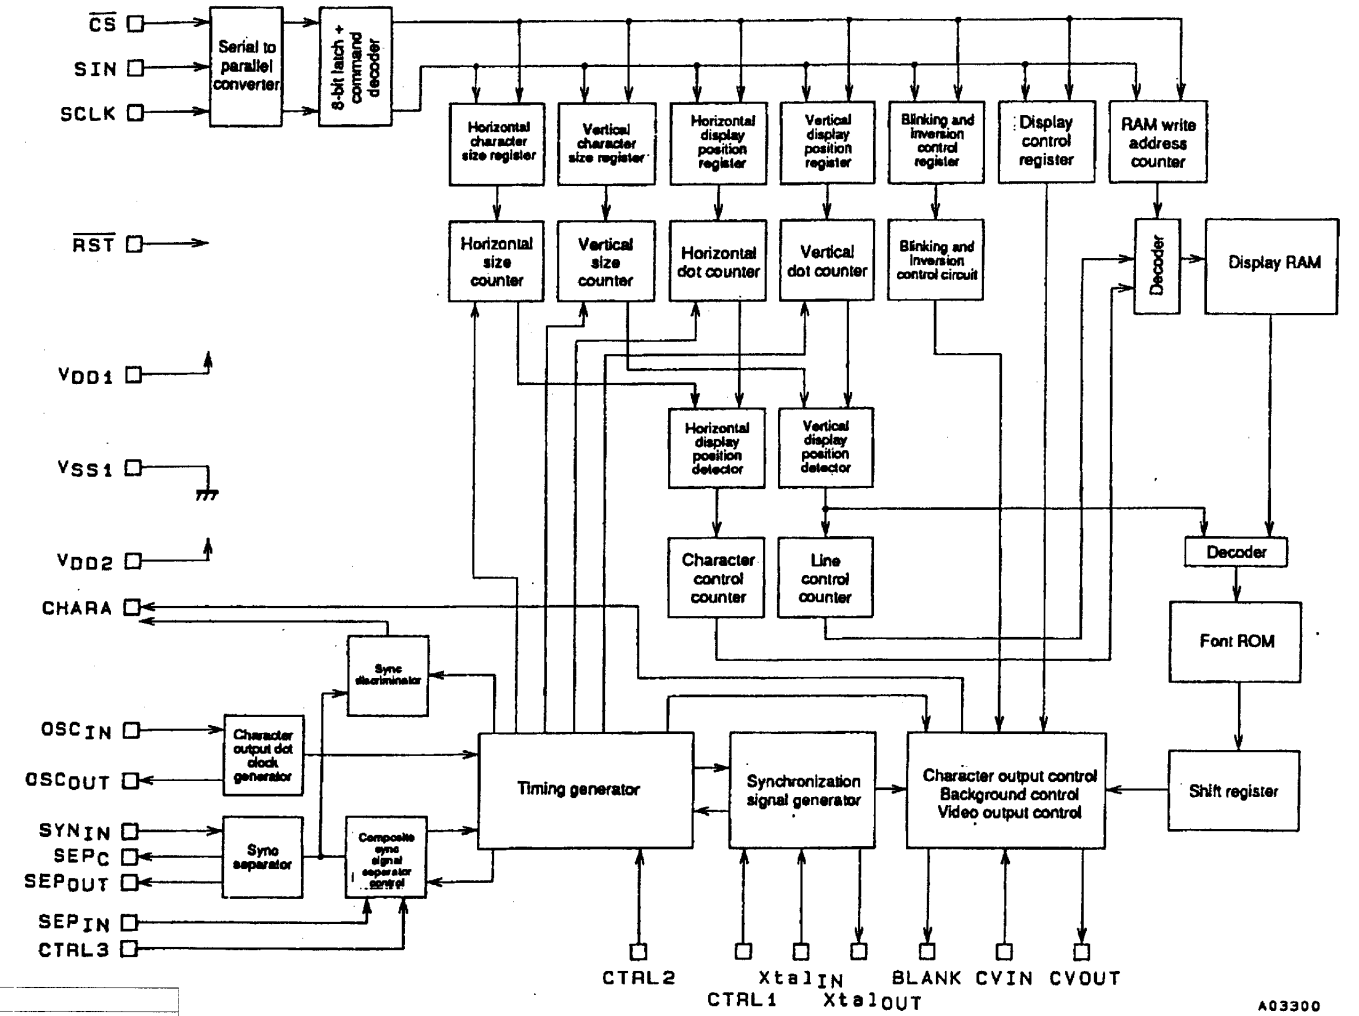 CS
SIN
SCLK
Serial to
parallel
converter
8-bit latch +
command
decoder
Horizontal
character
size register
Vertical
character
size register
Horizontal
display
position
register
Vertical
display
position
register
Blinking and
inversion
control
register
Display
control
register
RAM write
address
counter
RST
Horizontal
size
counter
Vertical
size
counter
Horizontal
dot counter
Vertical
dot counter
Blinking and
inversion
control circuit
Decoder
Display RAM
VDD1
Horizontal
display
position
detector
Vertical
display
position
detector
VSS1
VDD2
Character
control
counter
Line
control
counter
Decoder
CHARA
Font ROM
Sync
discriminator
OSCIN
OSCOUT
Character
output dot
clock
generator
Timing generator
Synchronization
signal generator
Character output control
Background control
Video output control
Shift register
SYNIN
SEPC
SEPOUT
SEPIN
CTRL3
Sync
separator
Composite
sync
signal
seperator
control
CTRL2
XtalIN
BLANK CVIN CVOUT
CTRL1
XtalOUT
A03300